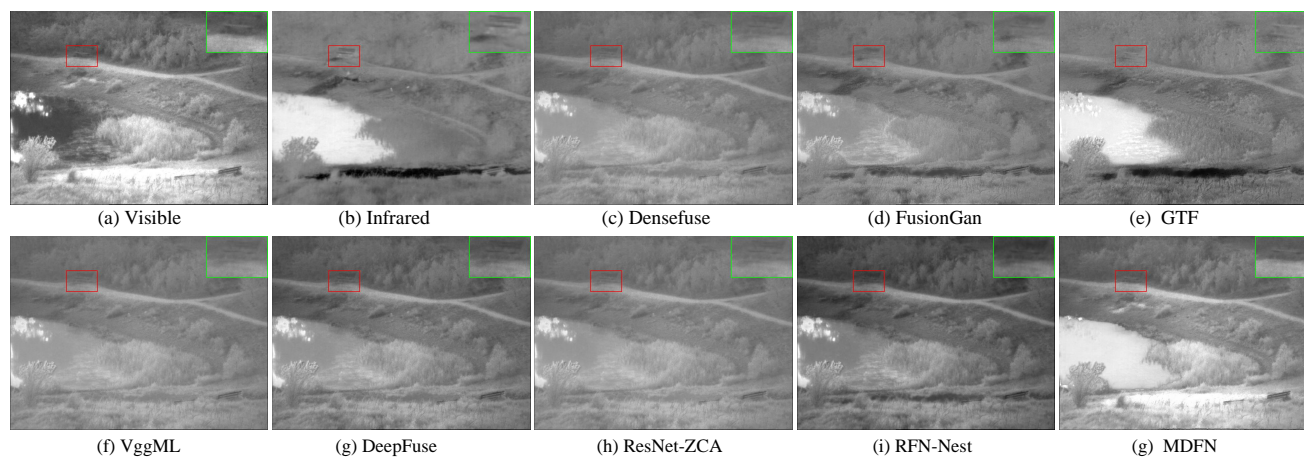 (a) Visible
(b) Infrared
(c) Densefuse
(d) FusionGan
(e) GTF
(f) VggML
(g) DeepFuse
(h) ResNet-ZCA
(i) RFN-Nest
(g) MDFN